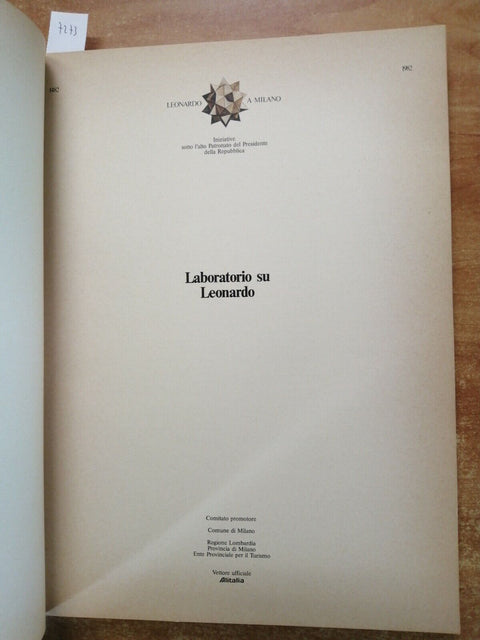 7273
1482
1982
LEONARDO A MILANO
Iniziative
sotto l'alto Patronato del Presidente
della Repubblica
Laboratorio su
Leonardo
Comitato promotore
Comune di Milano
Regione Lombardia
Provincia di Milano
Ente Provinciale per il Turismo
Vettore ufficiale
Alitalia